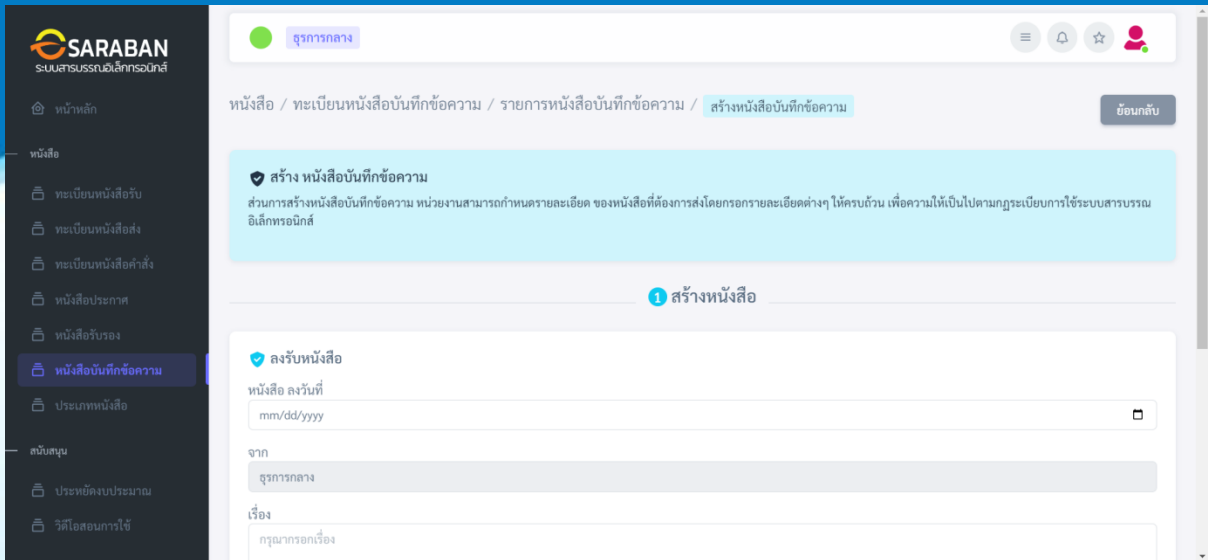 SARABAN
ระบบสารบรรณอิเล็กทรอนิกส์
หน้าหลัก
หนังสือ
ทะเบียนหนังสือรับ
ทะเบียนหนังสือส่ง
ทะเบียนหนังสือคำสั่ง
หนังสือประกาศ
หนังสือรับรอง
หนังสือบันทึกข้อความ
ประเภทหนังสือ
สนับสนุน
ประหยัดงบประมาณ
วิดีโอสอนการใช้
ธุรการกลาง
หนังสือ / ทะเบียนหนังสือบันทึกข้อความ / รายการหนังสือบันทึกข้อความ / สร้างหนังสือบันทึกข้อความ
ย้อนกลับ
สร้าง หนังสือบันทึกข้อความ
ส่วนการสร้างหนังสือบันทึกข้อความ หน่วยงานสามารถกำหนดรายละเอียด ของหนังสือที่ต้องการส่งโดยกรอกรายละเอียดต่างๆ ให้ครบถ้วน เพื่อความให้เป็นไปตามกฎระเบียบการใช้ระบบสารบรรณ
อิเล็กทรอนิกส์
1 สร้างหนังสือ
ลงรับหนังสือ
หนังสือ ลงวันที่
mm/dd/yyyy
จาก
ธุรการกลาง
เรื่อง
กรุณากรอกเรื่อง